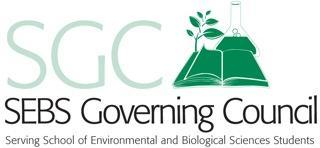 SGC
SEBS Governing Council
Serving School of Environmental and Biological Sciences Students